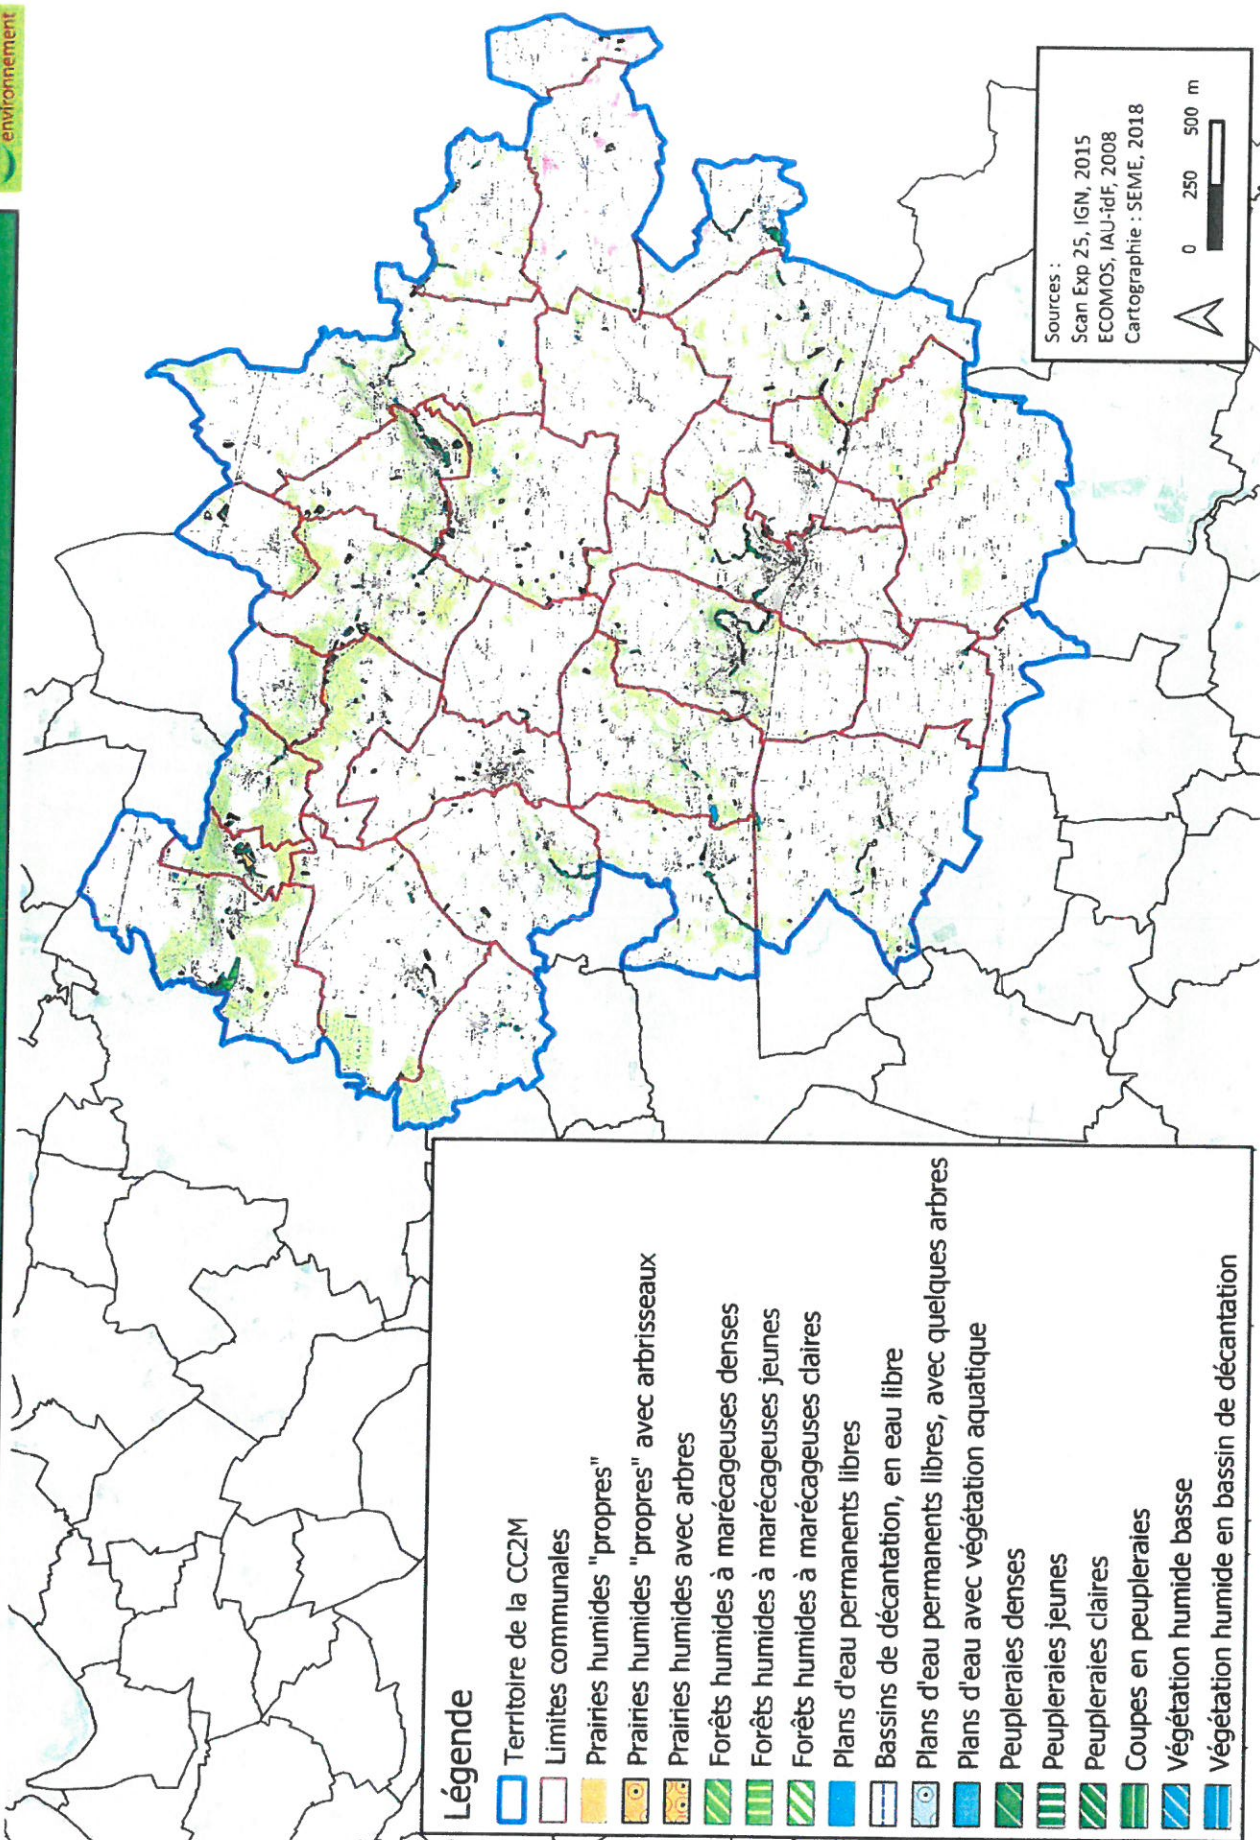 environnement
Légende
Territoire de la CC2M
Limites communales
Prairies humides "propres"
Prairies humides "propres" avec arbrisseaux
Prairies humides avec arbres
Forêts humides à marécageuses denses
Forêts humides à marécageuses jeunes
Forêts humides à marécageuses claires
Plans d'eau permanents libres
Bassins de décantation, en eau libre
Plans d'eau permanents libres, avec quelques arbres
Plans d'eau avec végétation aquatique
Peupleraies denses
Peupleraies jeunes
Peupleraies claires
Coupes en peupleraies
Végétation humide basse
Végétation humide en bassin de décantation
Sources :
Scan Exp 25, IGN, 2015
ECOMOS, IAU-idF, 2008
Cartographie : SEME, 2018
0 250 500 m